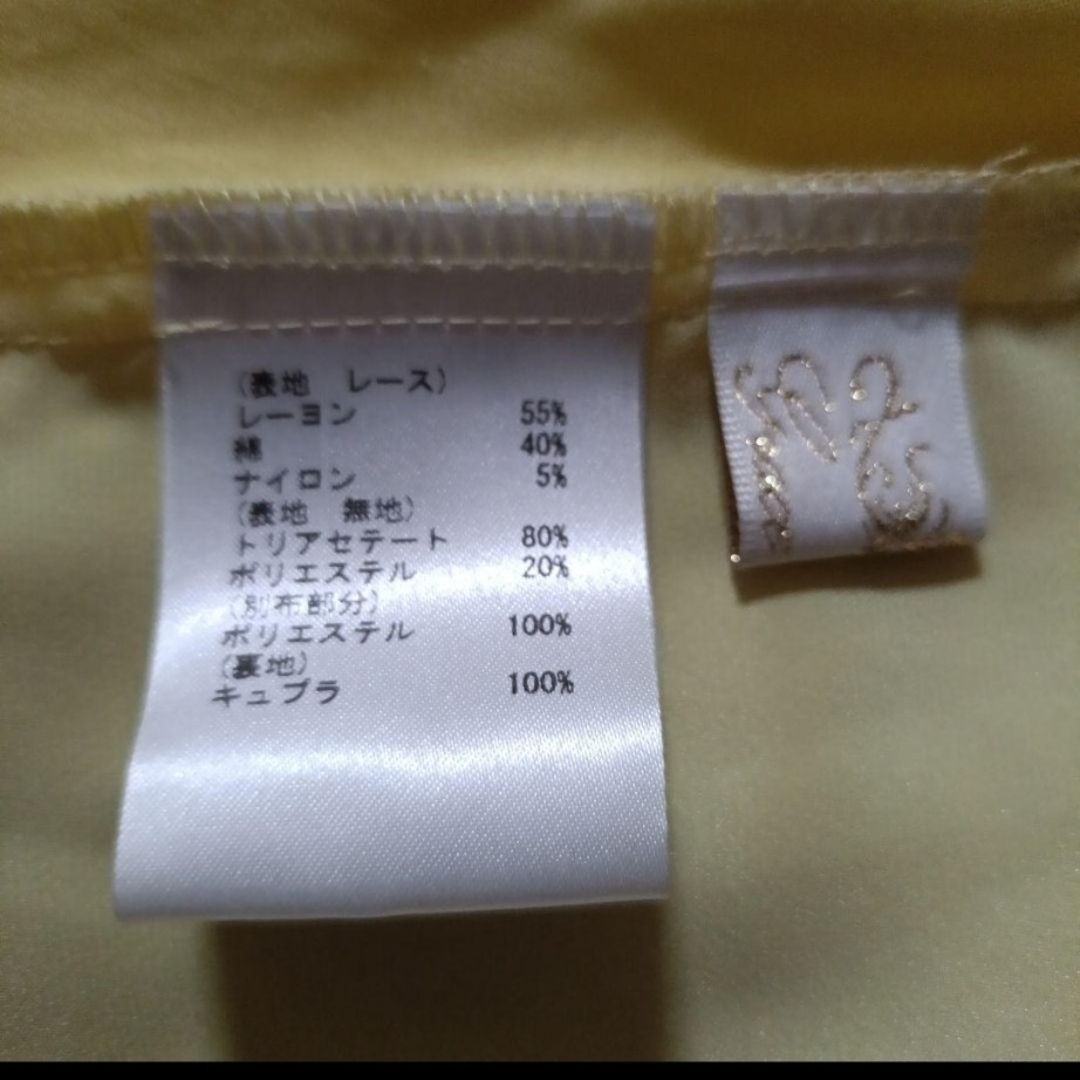 (表地　レース)
レーヨン 55%
綿 40%
ナイロン 5%
(表地　無地)
トリアセテート 80%
ポリエステル 20%
(別布部分)
ポリエステル 100%
(裏地)
キュプラ 100%